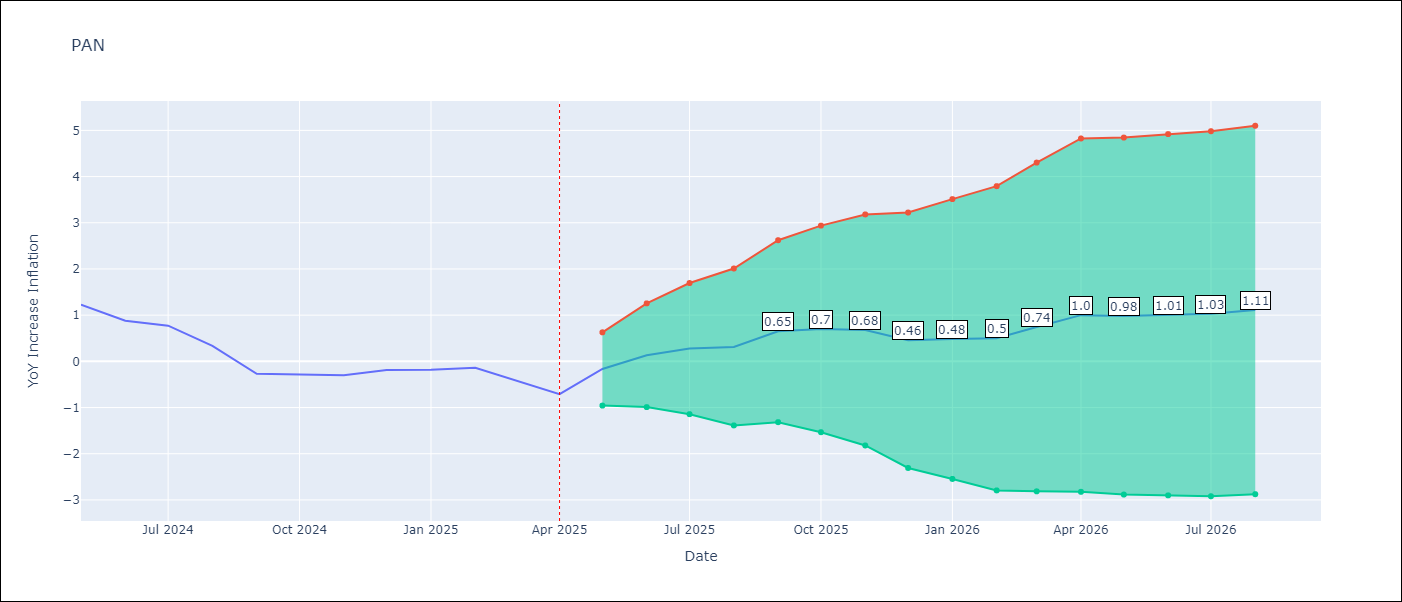 PAN
YoY Increase Inflation
5
4
3
2
1
0
−1
−2
−3
0.65
0.7
0.68
0.46
0.48
0.5
0.74
1.0
0.98
1.01
1.03
1.11
Jul 2024
Oct 2024
Jan 2025
Apr 2025
Jul 2025
Oct 2025
Jan 2026
Apr 2026
Jul 2026
Date